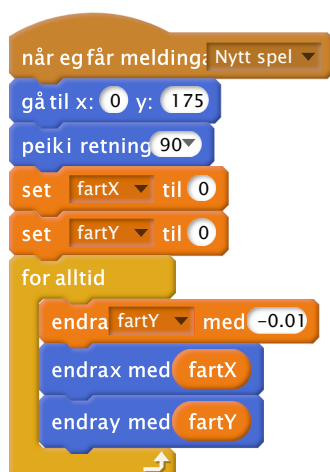 når eg får meldinga Nytt spel
gå til x: 0 y: 175
peik i retning 90
set fartX til 0
set fartY til 0
for alltid
endra fartY med -0.01
endra x med fartX
endra y med fartY